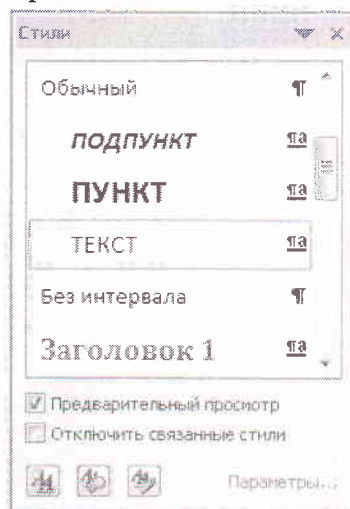 Стили
Обычный ¶
ПОДПУНКТ ¶a
ПУНКТ ¶a
ТЕКСТ ¶a
Без интервала ¶
Заголовок 1 ¶a
Предварительный просмотр
Отключить связанные стили
Параметры...